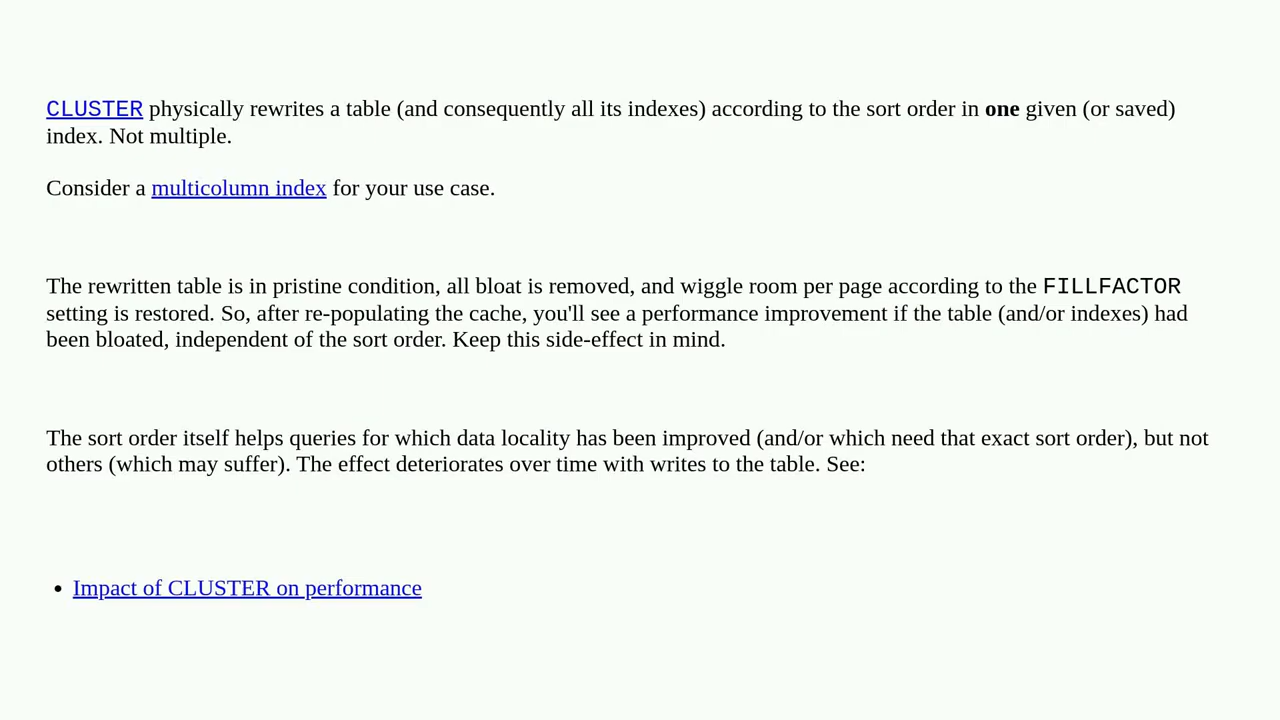 CLUSTER physically rewrites a table (and consequently all its indexes) according to the sort order in one given (or saved)
index. Not multiple.
Consider a multicolumn index for your use case.
The rewritten table is in pristine condition, all bloat is removed, and wiggle room per page according to the FILLFACTOR
setting is restored. So, after re-populating the cache, you'll see a performance improvement if the table (and/or indexes) had
been bloated, independent of the sort order. Keep this side-effect in mind.
The sort order itself helps queries for which data locality has been improved (and/or which need that exact sort order), but not
others (which may suffer). The effect deteriorates over time with writes to the table. See:
• Impact of CLUSTER on performance